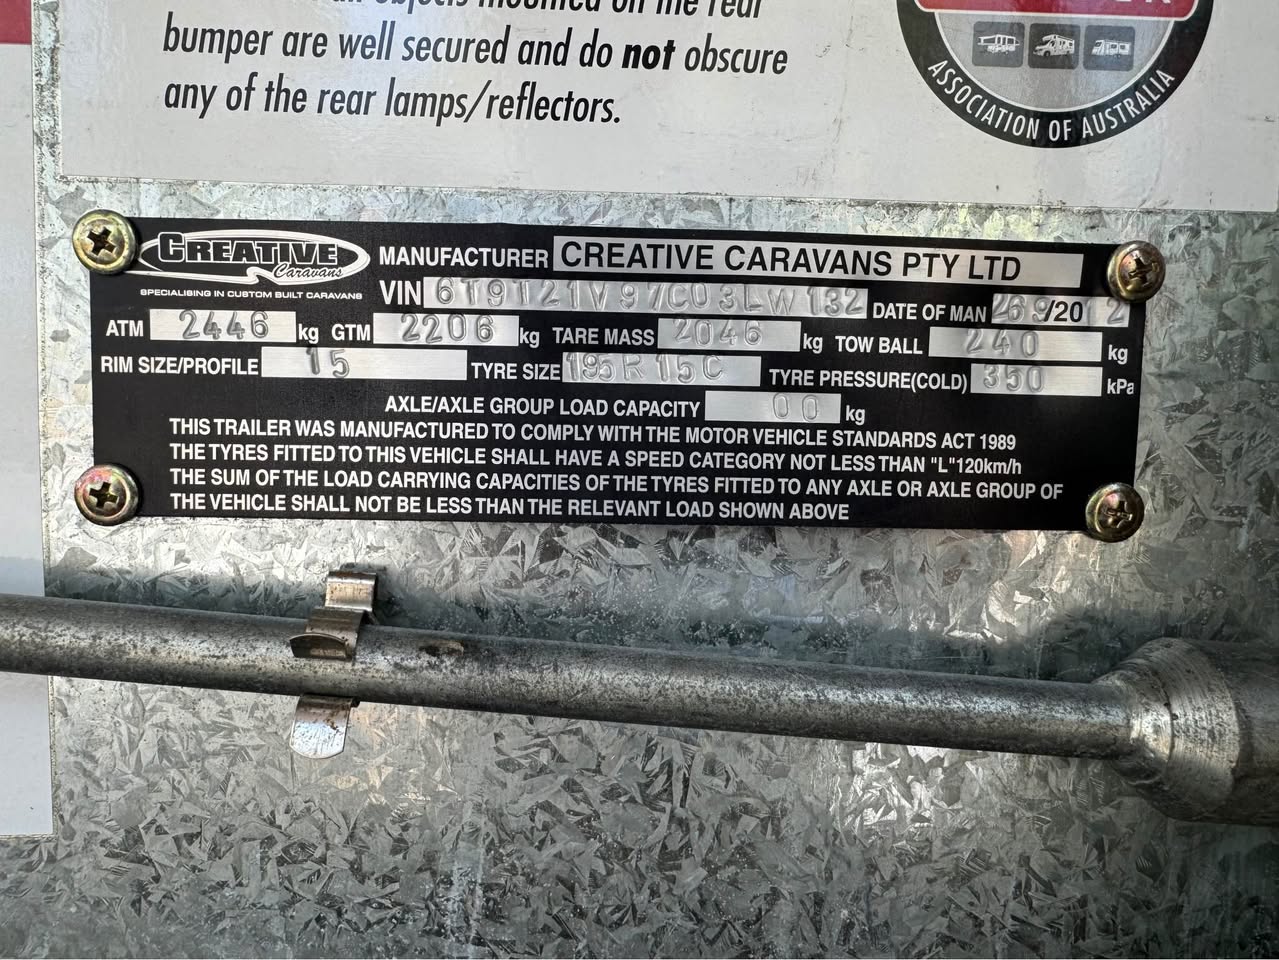 objects mounted on the rear
bumper are well secured and do not obscure
any of the rear lamps/reflectors.
ASSOCIATION OF AUSTRALIA
CREATIVE
Caravans
SPECIALISING IN CUSTOM BUILT CARAVANS
MANUFACTURER CREATIVE CARAVANS PTY LTD
VIN 6T9T21V97C03LW132 DATE OF MAN /2012
ATM 2446 kg GTM 2206 kg TARE MASS 2046 kg TOW BALL 240 kg
RIM SIZE/PROFILE 15 TYRE SIZE 195R15C TYRE PRESSURE(COLD) 350 kPa
AXLE/AXLE GROUP LOAD CAPACITY 00 kg
THIS TRAILER WAS MANUFACTURED TO COMPLY WITH THE MOTOR VEHICLE STANDARDS ACT 1989
THE TYRES FITTED TO THIS VEHICLE SHALL HAVE A SPEED CATEGORY NOT LESS THAN "L"120km/h
THE SUM OF THE LOAD CARRYING CAPACITIES OF THE TYRES FITTED TO ANY AXLE OR AXLE GROUP OF
THE VEHICLE SHALL NOT BE LESS THAN THE RELEVANT LOAD SHOWN ABOVE